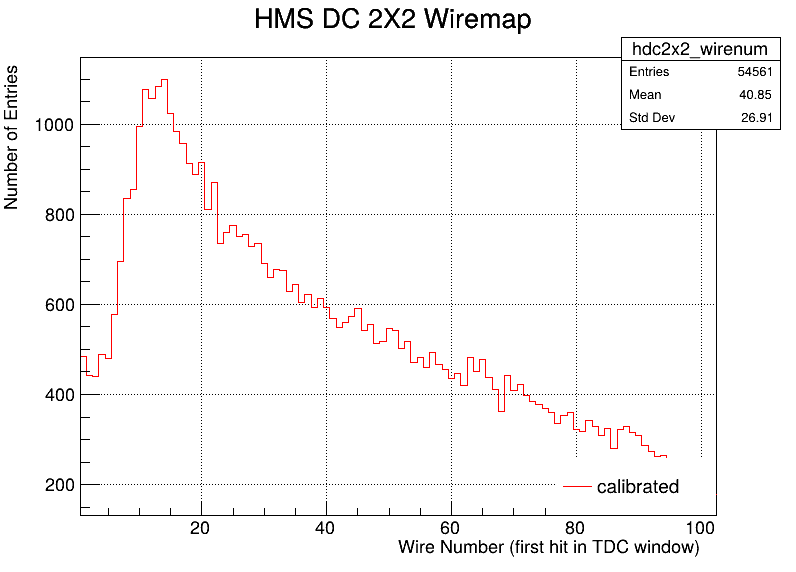 HMS DC 2X2 Wiremap
hdc2x2_wirenum
Entries 54561
Mean 40.85
Std Dev 26.91
Number of Entries
1000
800
600
400
200
calibrated
20 40 60 80 100
Wire Number (first hit in TDC window)